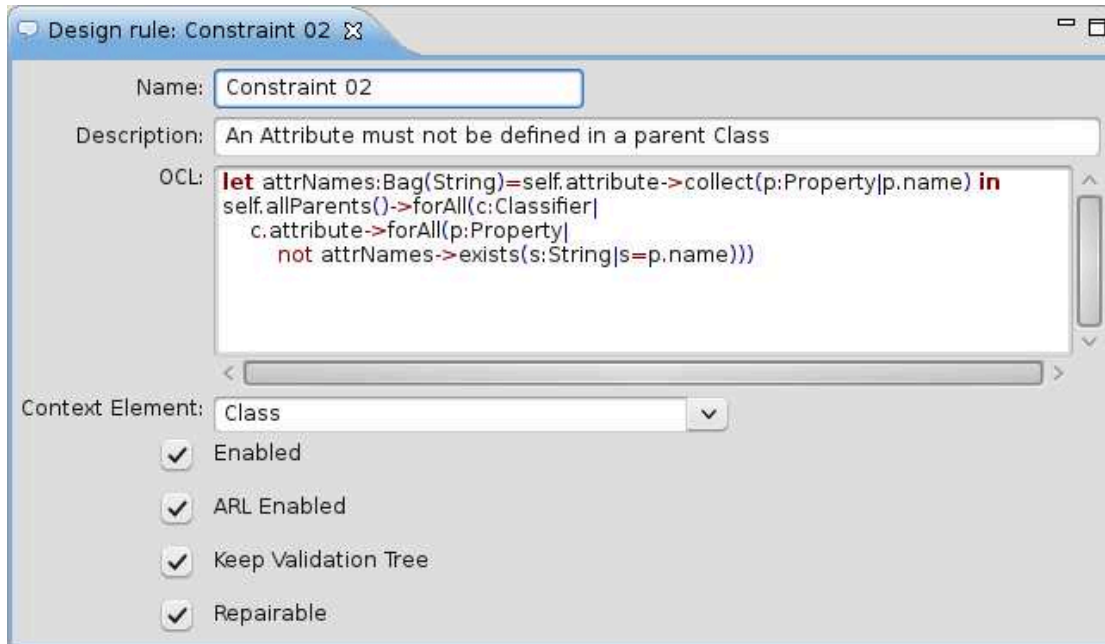 Design rule: Constraint 02
Name: Constraint 02
Description: An Attribute must not be defined in a parent Class
OCL: let attrNames:Bag(String)=self.attribute->collect(p:Property|p.name) in
self.allParents()->forAll(c:Classifier|
c.attribute->forAll(p:Property|
not attrNames->exists(s:String|s=p.name)))
Context Element: Class
Enabled
ARL Enabled
Keep Validation Tree
Repairable